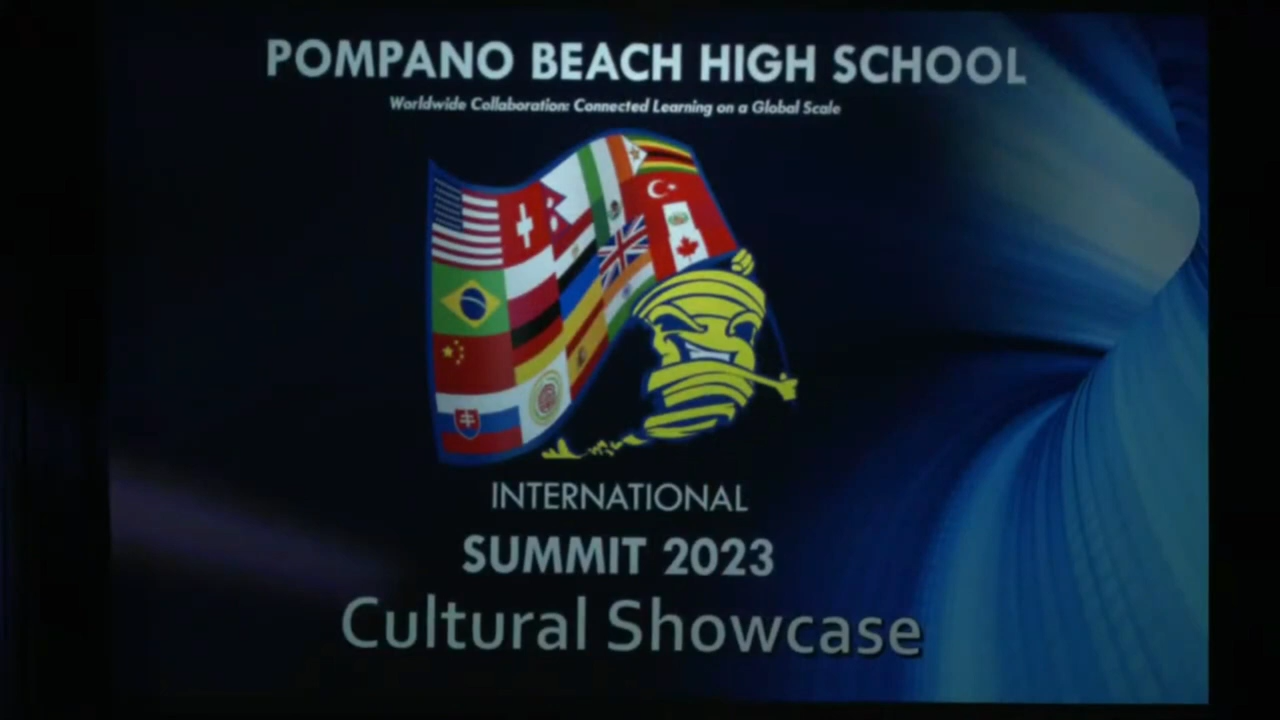 POMPANO BEACH HIGH SCHOOL
Worldwide Collaboration: Connected Learning on a Global Scale
INTERNATIONAL
SUMMIT 2023
Cultural Showcase